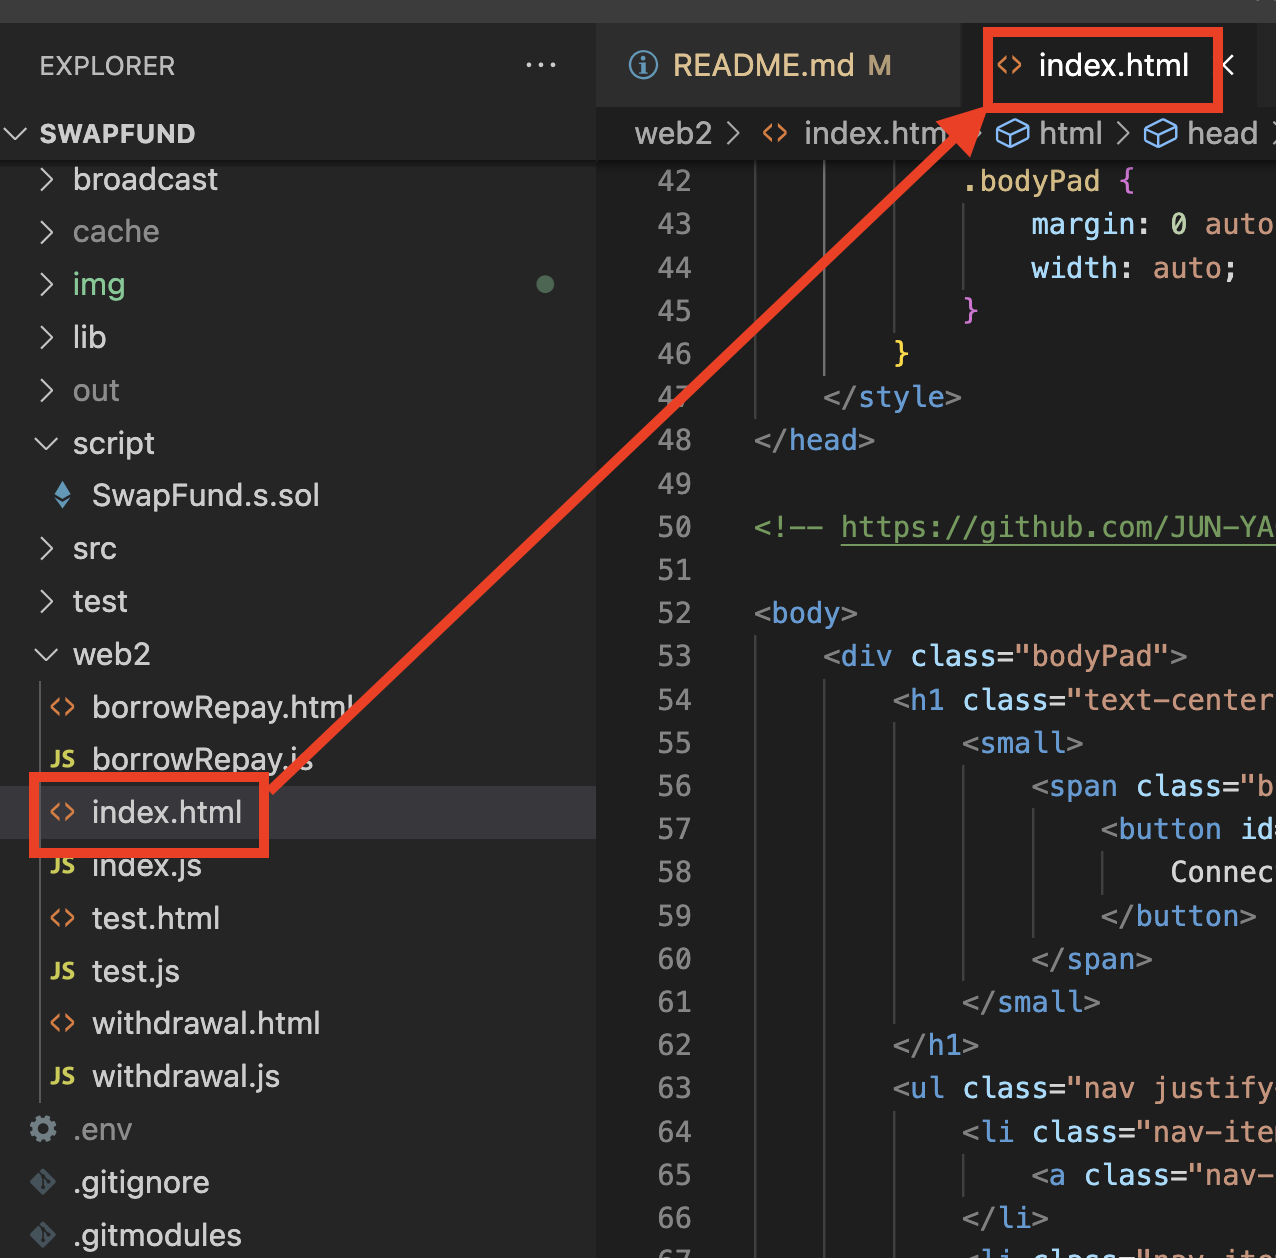 EXPLORER ...
SWAPFUND
broadcast
cache
img
lib
out
script
SwapFund.s.sol
src
test
web2
borrowRepay.html
JS borrowRepay.js
index.html
JS index.js
test.html
JS test.js
withdrawal.html
JS withdrawal.js
.env
.gitignore
.gitmodules
README.md M
<> index.html
web2 > <> index.htm > html > head >
42 .bodyPad {
43 margin: 0 auto
44 width: auto;
45 }
46 }
47 </style>
48 </head>
49
50 <!-- https://github.com/JUN-YA
51
52 <body>
53 <div class="bodyPad">
54 <h1 class="text-center
55 <small>
56 <span class="b
57 <button id=
58 Connec
59 </button>
60 </span>
61 </small>
62 </h1>
63 <ul class="nav justify-
64 <li class="nav-ite
65 <a class="nav-
66 </li>
67 <li class="nav-ite